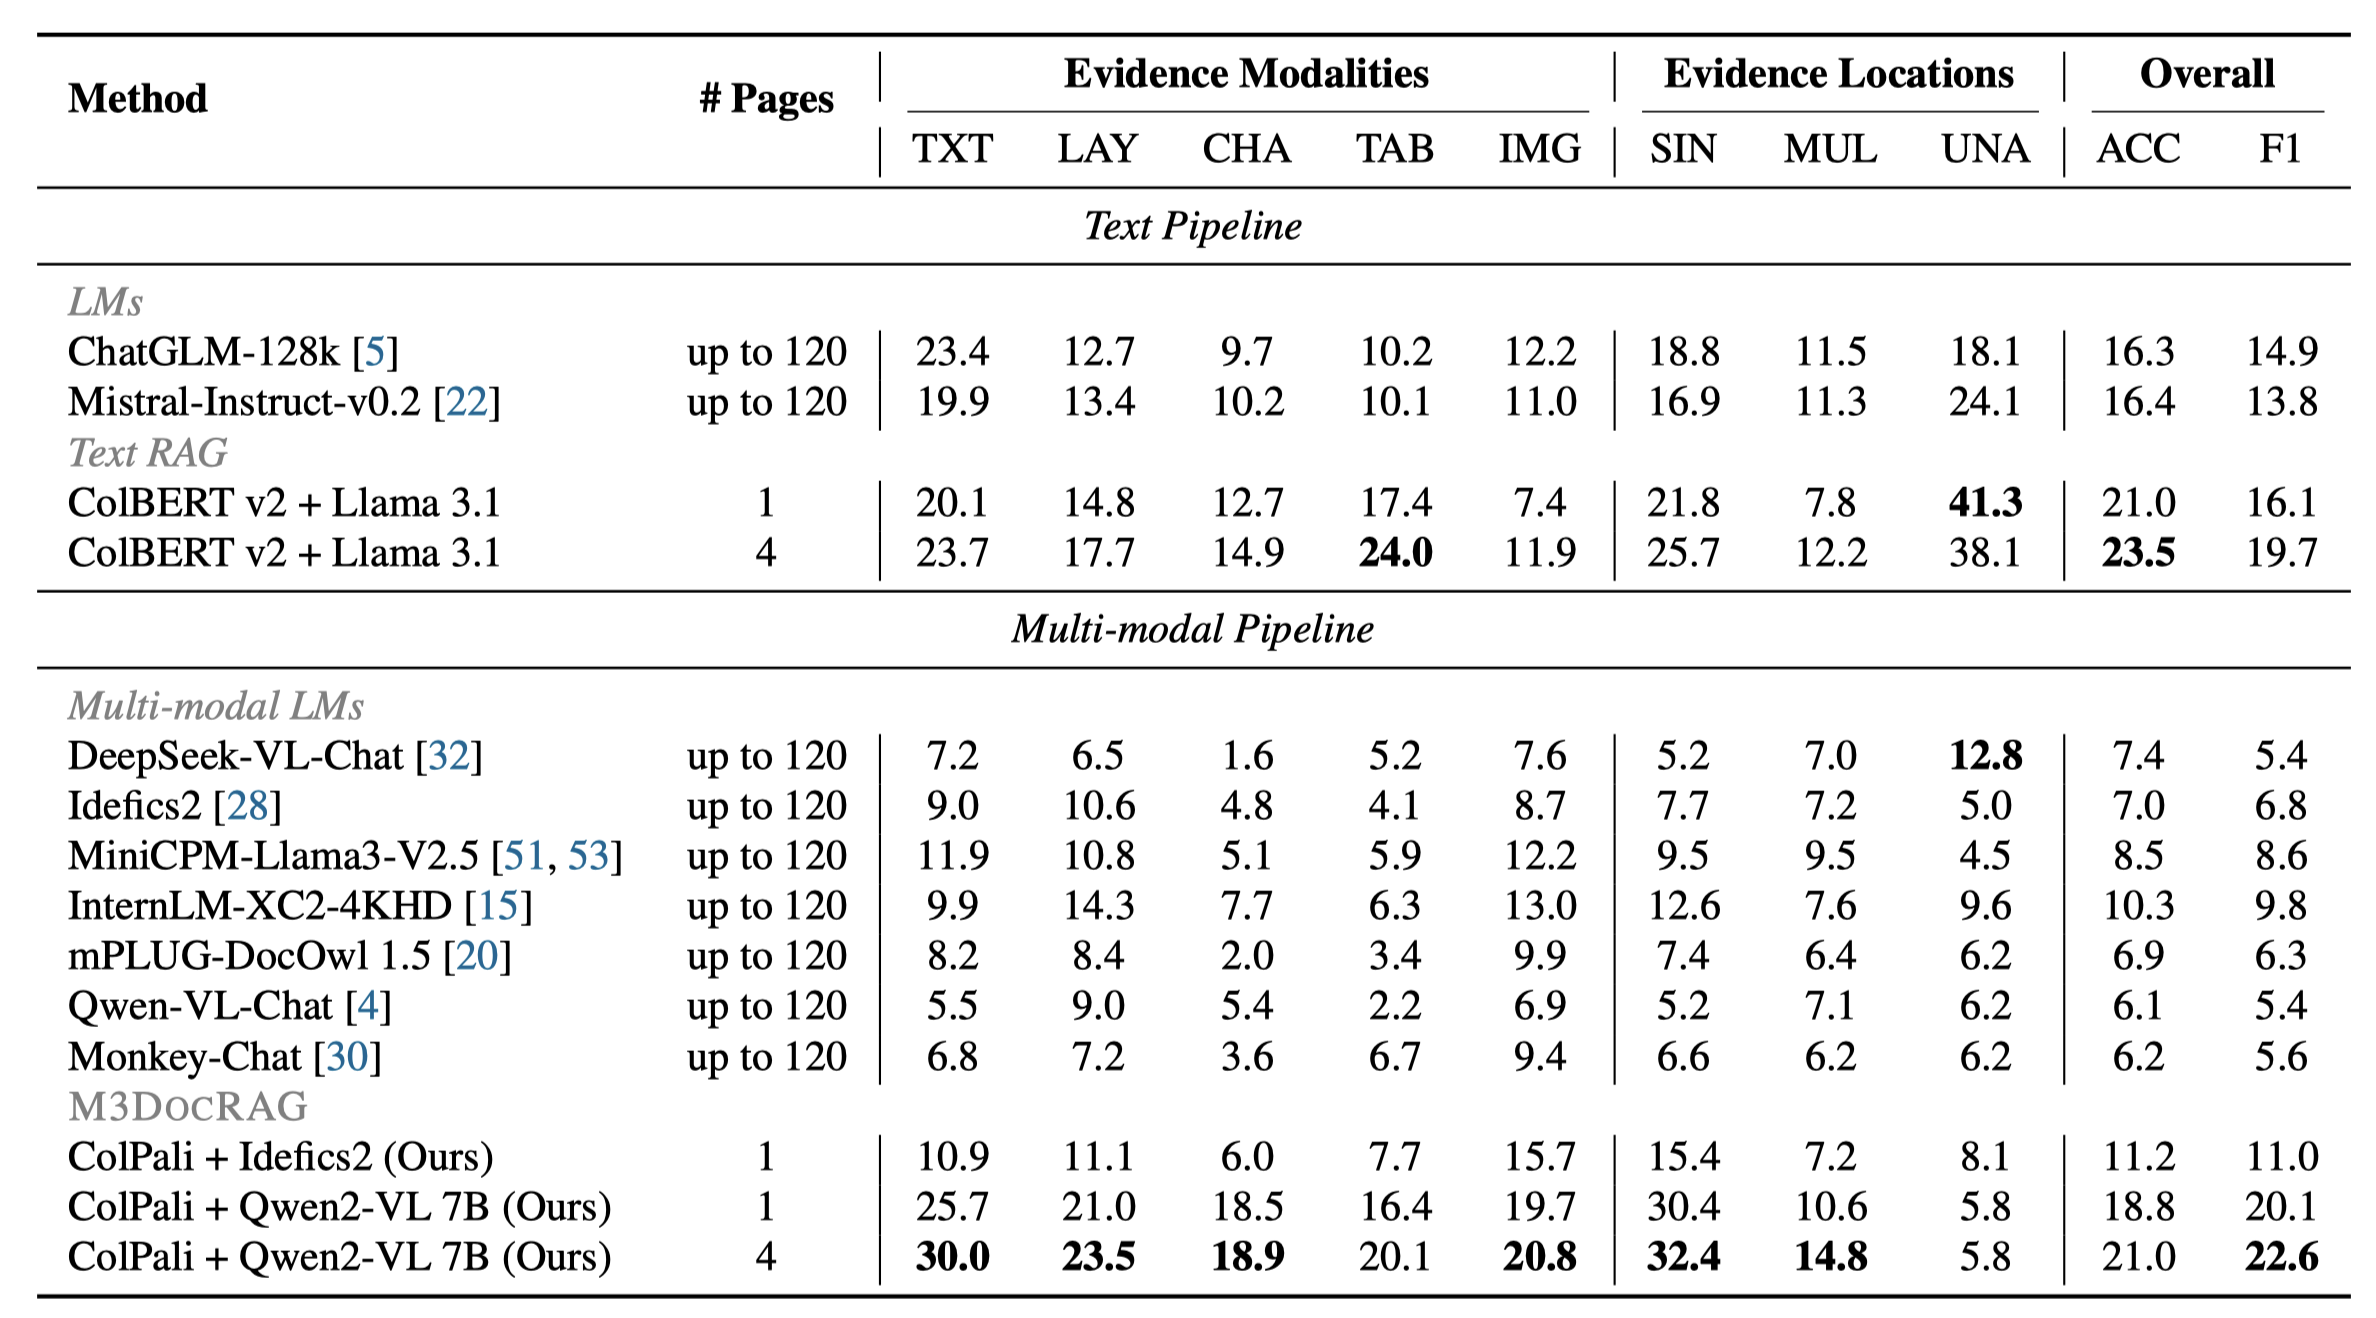 Method # Pages Evidence Modalities Evidence Locations Overall
TXT LAY CHA TAB IMG SIN MUL UNA ACC F1
Text Pipeline
LMs
ChatGLM-128k [5] up to 120 23.4 12.7 9.7 10.2 12.2 18.8 11.5 18.1 16.3 14.9
Mistral-Instruct-v0.2 [22] up to 120 19.9 13.4 10.2 10.1 11.0 16.9 11.3 24.1 16.4 13.8
Text RAG
ColBERT v2 + Llama 3.1 1 20.1 14.8 12.7 17.4 7.4 21.8 7.8 41.3 21.0 16.1
ColBERT v2 + Llama 3.1 4 23.7 17.7 14.9 24.0 11.9 25.7 12.2 38.1 23.5 19.7
Multi-modal Pipeline
Multi-modal LMs
DeepSeek-VL-Chat [32] up to 120 7.2 6.5 1.6 5.2 7.6 5.2 7.0 12.8 7.4 5.4
Idefics2 [28] up to 120 9.0 10.6 4.8 4.1 8.7 7.7 7.2 5.0 7.0 6.8
MiniCPM-Llama3-V2.5 [51, 53] up to 120 11.9 10.8 5.1 5.9 12.2 9.5 9.5 4.5 8.5 8.6
InternLM-XC2-4KHD [15] up to 120 9.9 14.3 7.7 6.3 13.0 12.6 7.6 9.6 10.3 9.8
mPLUG-DocOwl 1.5 [20] up to 120 8.2 8.4 2.0 3.4 9.9 7.4 6.4 6.2 6.9 6.3
Qwen-VL-Chat [4] up to 120 5.5 9.0 5.4 2.2 6.9 5.2 7.1 6.2 6.1 5.4
Monkey-Chat [30] up to 120 6.8 7.2 3.6 6.7 9.4 6.6 6.2 6.2 6.2 5.6
M3DOCRAG
ColPali + Idefics2 (Ours) 1 10.9 11.1 6.0 7.7 15.7 15.4 7.2 8.1 11.2 11.0
ColPali + Qwen2-VL 7B (Ours) 1 25.7 21.0 18.5 16.4 19.7 30.4 10.6 5.8 18.8 20.1
ColPali + Qwen2-VL 7B (Ours) 4 30.0 23.5 18.9 20.1 20.8 32.4 14.8 5.8 21.0 22.6